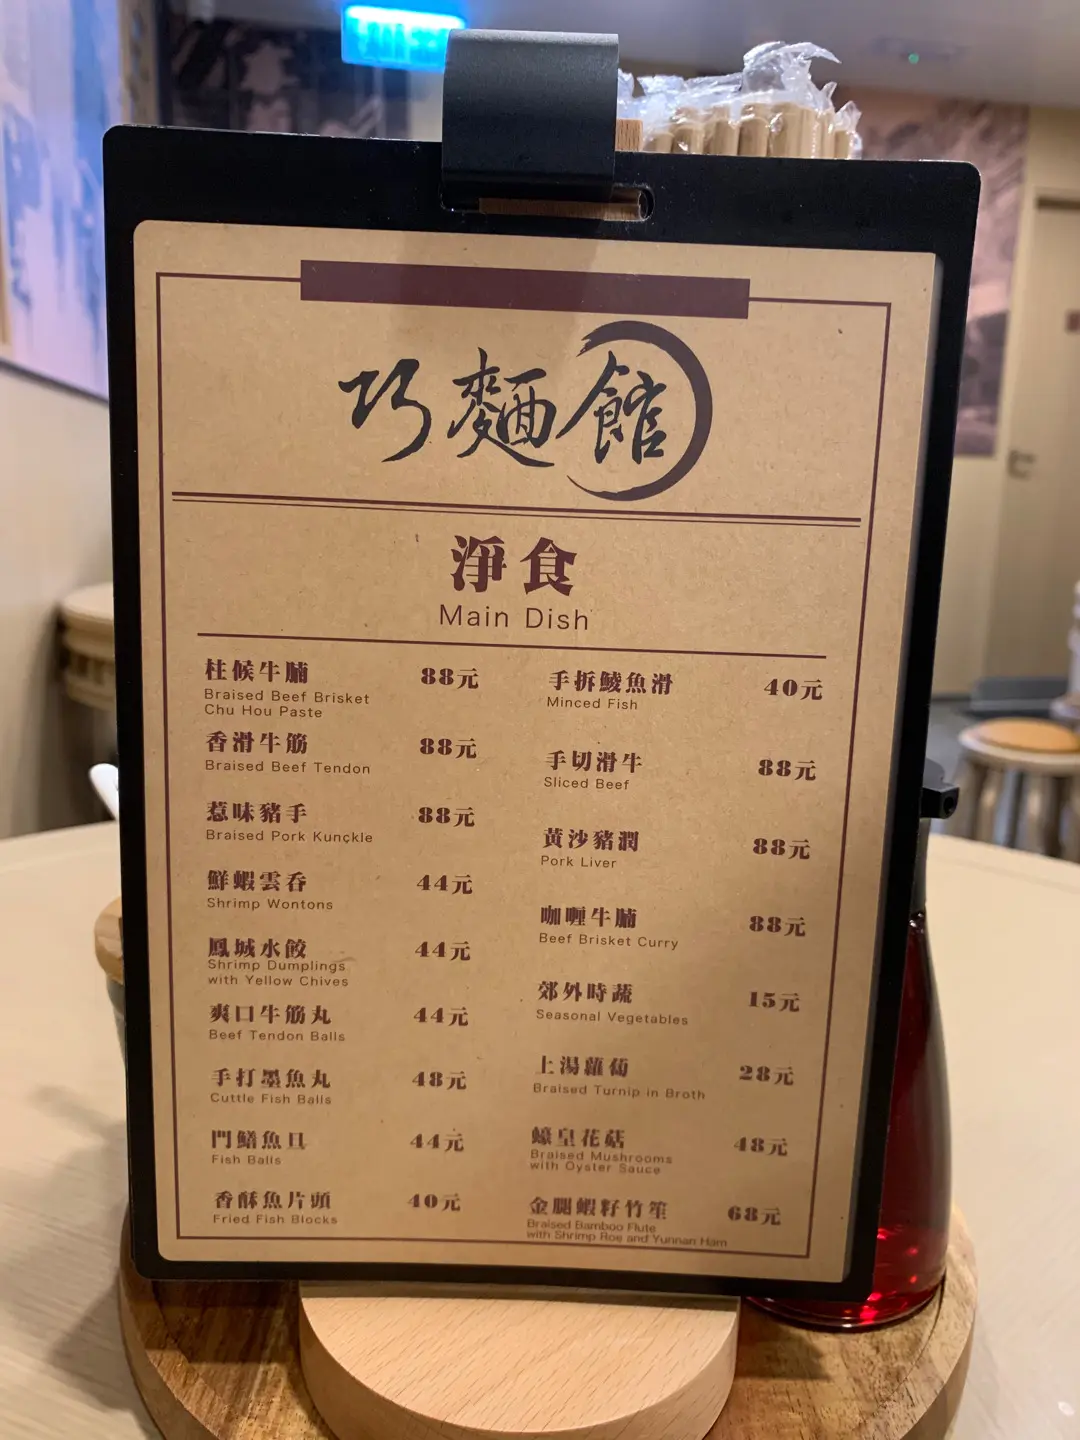 巧麵館
淨食
Main Dish
柱候牛腩 88元
Braised Beef Brisket
Chu Hou Paste
香滑牛筋 88元
Braised Beef Tendon
惹味豬手 88元
Braised Pork Kunckle
鮮蝦雲吞 44元
Shrimp Wontons
鳳城水餃 44元
Shrimp Dumplings
with Yellow Chives
爽口牛筋丸 44元
Beef Tendon Balls
手打墨魚丸 48元
Cuttle Fish Balls
門鱔魚旦 44元
Fish Balls
香酥魚片頭 40元
Fried Fish Blocks
手拆鯪魚滑 40元
Minced Fish
手切滑牛 88元
Sliced Beef
黃沙豬潤 88元
Pork Liver
咖喱牛腩 88元
Beef Brisket Curry
郊外時蔬 15元
Seasonal Vegetables
上湯蘿蔔 28元
Braised Turnip in Broth
蠔皇花菇 48元
Braised Mushrooms
with Oyster Sauce
金腿蝦籽竹笙 68元
Braised Bamboo Flute
with Shrimp Roe and Yunnan Ham